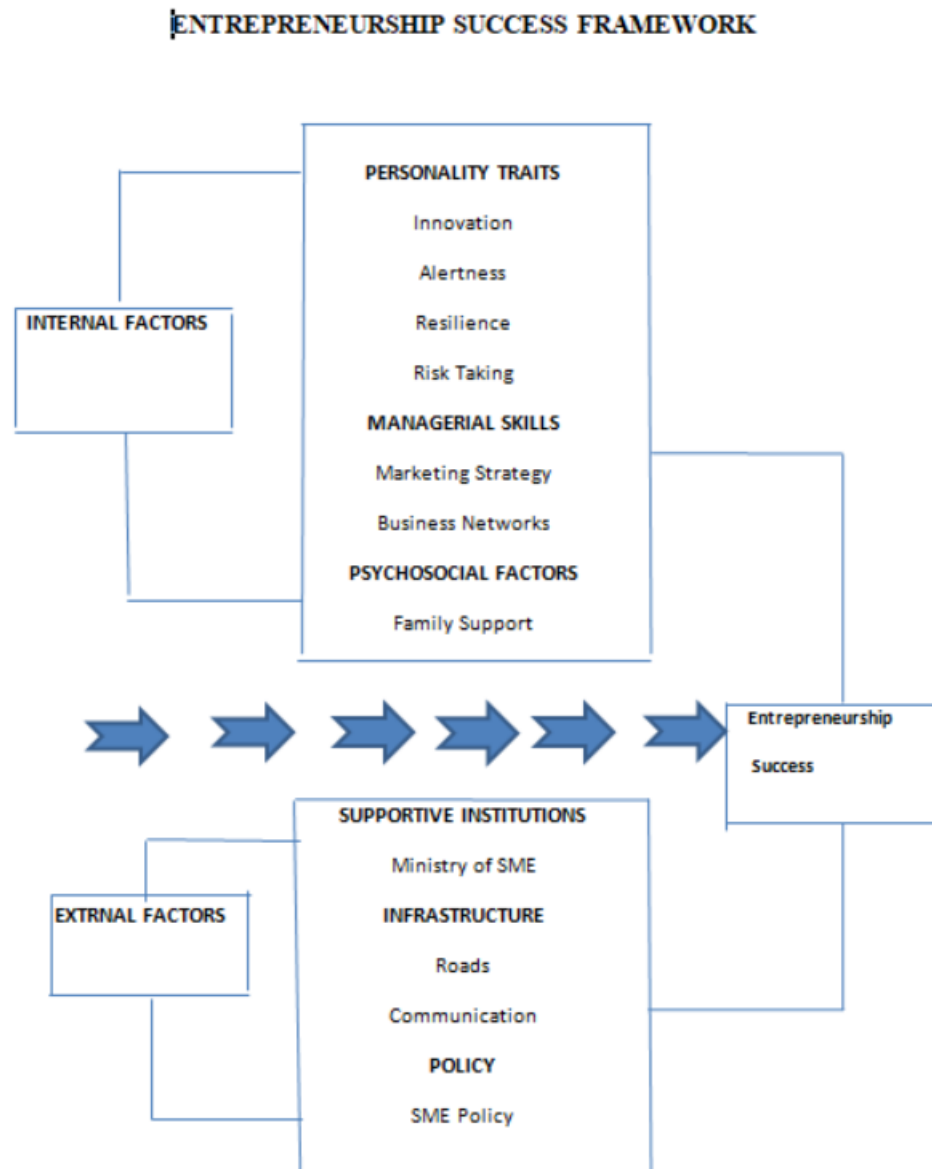 ENTREPRENEURSHIP SUCCESS FRAMEWORK
PERSONALITY TRAITS
Innovation
Alertness
Resilience
Risk Taking
MANAGERIAL SKILLS
Marketing Strategy
Business Networks
PSYCHOSOCIAL FACTORS
Family Support
INTERNAL FACTORS
Entrepreneurship
Success
SUPPORTIVE INSTITUTIONS
Ministry of SME
INFRASTRUCTURE
Roads
Communication
POLICY
SME Policy
EXTRNAL FACTORS